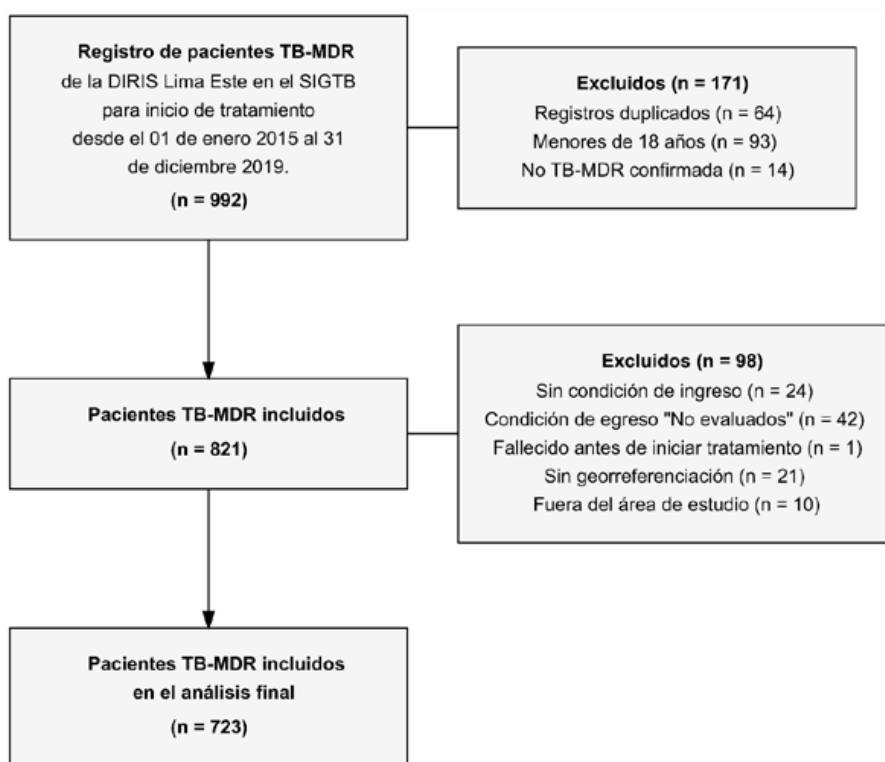 Registro de pacientes TB-MDR
de la DIRIS Lima Este en el SIGTB
para inicio de tratamiento
desde el 01 de enero 2015 al 31
de diciembre 2019.
(n = 992)
Excluidos (n = 171)
Registros duplicados (n = 64)
Menores de 18 años (n = 93)
No TB-MDR confirmada (n = 14)
Pacientes TB-MDR incluidos
(n = 821)
Excluidos (n = 98)
Sin condición de ingreso (n = 24)
Condición de egreso "No evaluados" (n = 42)
Fallecido antes de iniciar tratamiento (n = 1)
Sin georreferenciación (n = 21)
Fuera del área de estudio (n = 10)
Pacientes TB-MDR incluidos
en el análisis final
(n = 723)